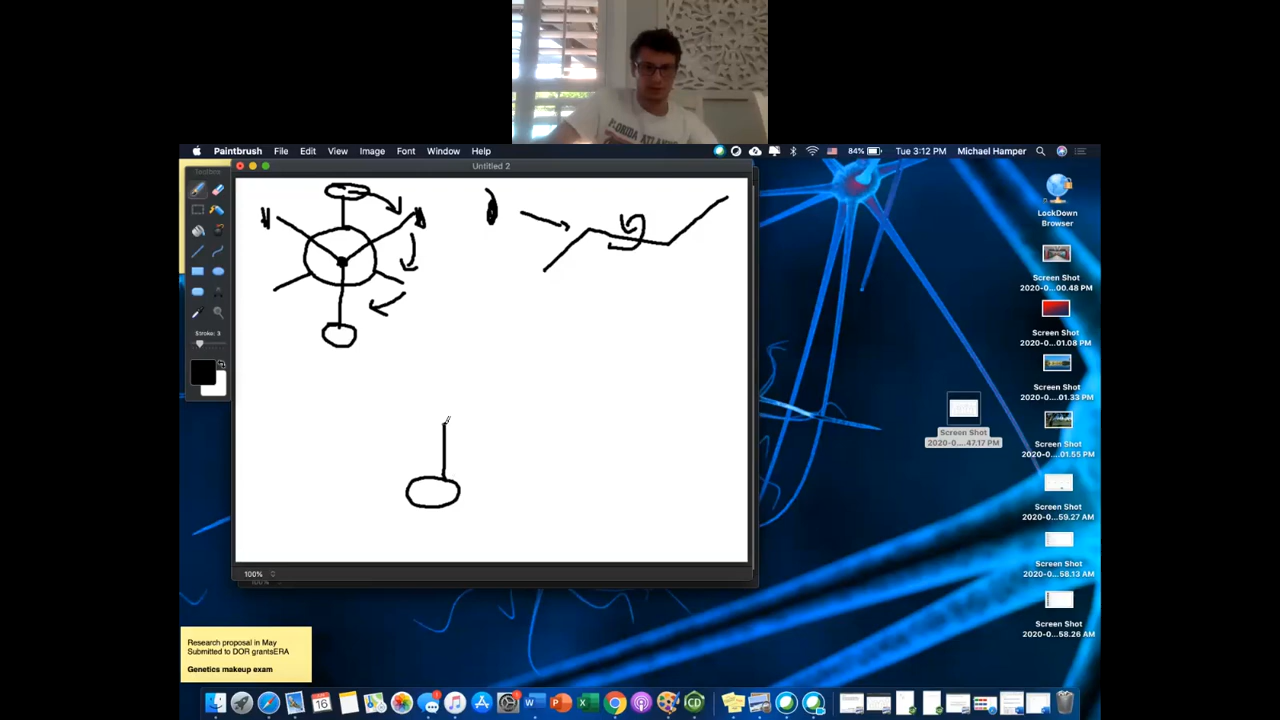 FLORIDA ATLANTIC
Paintbrush File Edit View Image Font Window Help
84% Tue 3:12 PM Michael Hamper
Toolbox
Untitled 2
Stroke: 3
100%
100%
LockDown
Browser
Screen Shot
2020-0...00.48 PM
Screen Shot
2020-0...01.08 PM
Screen Shot
2020-0...01.33 PM
Screen Shot
2020-0...01.55 PM
Screen Shot
2020-0....47.17 PM
Screen Shot
2020-0...59.27 AM
Screen Shot
2020-0...58.13 AM
Screen Shot
2020-0...58.26 AM
Research proposal in May
Submitted to DOR grantsERA
Genetics makeup exam
16